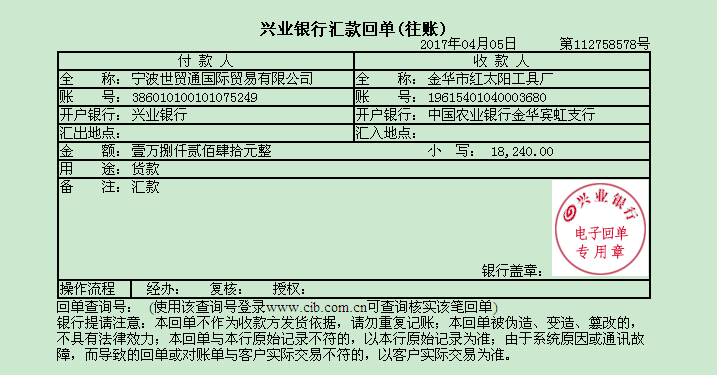 兴业银行汇款回单(往账)
2017年04月05日 第112758578号
付 款 人 收 款 人
全 称：宁波世贸通国际贸易有限公司 全 称：金华市红太阳工具厂
账 号：386010100101075249 账 号：19615401040003680
开户银行：兴业银行 开户银行：中国农业银行金华宾虹支行
汇出地点： 汇入地点：
金 额：壹万捌仟贰佰肆拾元整 小 写： 18,240.00
用 途：货款
备 注：汇款
兴业银行
电子回单
专用章
银行盖章：
操作流程 经办： 复核： 授权：
回单查询号： (使用该查询号登录www.cib.com.cn可查询核实该笔回单)
银行提请注意：本回单不作为收款方发货依据，请勿重复记账；本回单被伪造、变造、篡改的，
不具有法律效力；本回单与本行原始记录不符的，以本行原始记录为准；由于系统原因或通讯故
障，而导致的回单或对账单与客户实际交易不符的，以客户实际交易为准。